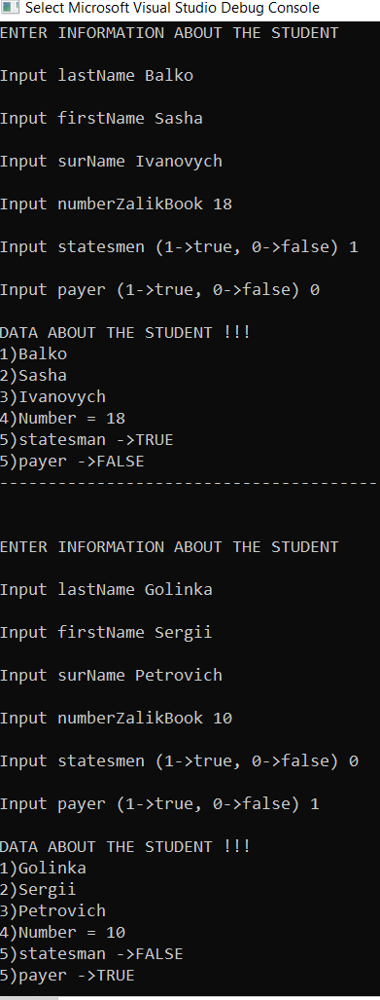 Select Microsoft Visual Studio Debug Console
ENTER INFORMATION ABOUT THE STUDENT
Input lastName Balko
Input firstName Sasha
Input surName Ivanovych
Input numberZalikBook 18
Input statesmen (1->true, 0->false) 1
Input payer (1->true, 0->false) 0
DATA ABOUT THE STUDENT !!!
1)Balko
2)Sasha
3)Ivanovych
4)Number = 18
5)statesman ->TRUE
5)payer ->FALSE
---------------------------------------
ENTER INFORMATION ABOUT THE STUDENT
Input lastName Golinka
Input firstName Sergii
Input surName Petrovich
Input numberZalikBook 10
Input statesmen (1->true, 0->false) 0
Input payer (1->true, 0->false) 1
DATA ABOUT THE STUDENT !!!
1)Golinka
2)Sergii
3)Petrovich
4)Number = 10
5)statesman ->FALSE
5)payer ->TRUE